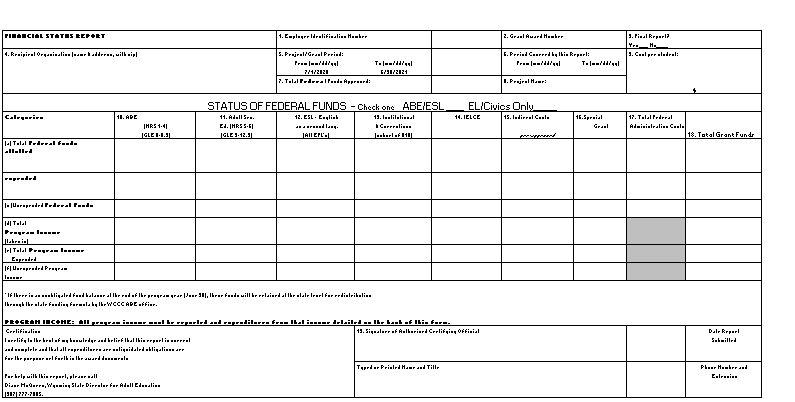 FINANCIAL STATUS REPORT
1. Employer Identification Number
2. Grant Award Number
3. Final Report?
Yes___ No___
4. Recipient Organization (name & address, with zip)
5. Project/Grant Period:
From (mm/dd/yy) To (mm/dd/yy)
7/1/2020 6/30/2021
6. Period Covered by this Report:
From (mm/dd/yy) To (mm/dd/yy)
9. Cost per student:
$
7. Total Federal Funds Approved:
8. Project Name:
STATUS OF FEDERAL FUNDS - Check one ABE/ESL ___ EL/Civics Only____
Categories
10. ABE
(NRS 1-4)
(GLE 0-8.9)
11. Adult Sec.
Ed. (NRS 5-6)
(GLE 9-12.9)
12. ESL - English
as a second lang.
(All EFL's)
13. Institutional
& Corrections
(subset of #10)
14. IELCE
15. Indirect Costs
preapproved
16. Special
Grant
17. Total Federal
Administration Costs
18. Total Grant Funds
(a) Total Federal funds
allotted
expended
(c) Unexpended Federal Funds
(d) Total
Program Income
(take in)
(e) Total Program Income
Expended
(f) Unexpended Program
Income
*If there is an unobligated fund balance at the end of the program year (June 30), these funds will be retained at the state level for redistribution
through the state funding formula by the WCCC ABE office.
PROGRAM INCOME: All program income must be reported and expenditures from that income detailed on the back of this form.
Certification
I certify to the best of my knowledge and belief that this report is correct
and complete and that all expenditures and unliquidated obligations are
for the purpose set forth in the award documents
For help with this report, please call
Diane McQueen, Wyoming State Director for Adult Education
(307) 777-7885.
19. Signature of Authorized Certifying Official
Date Report
Submitted
Typed or Printed Name and Title
Phone Number and
Extension